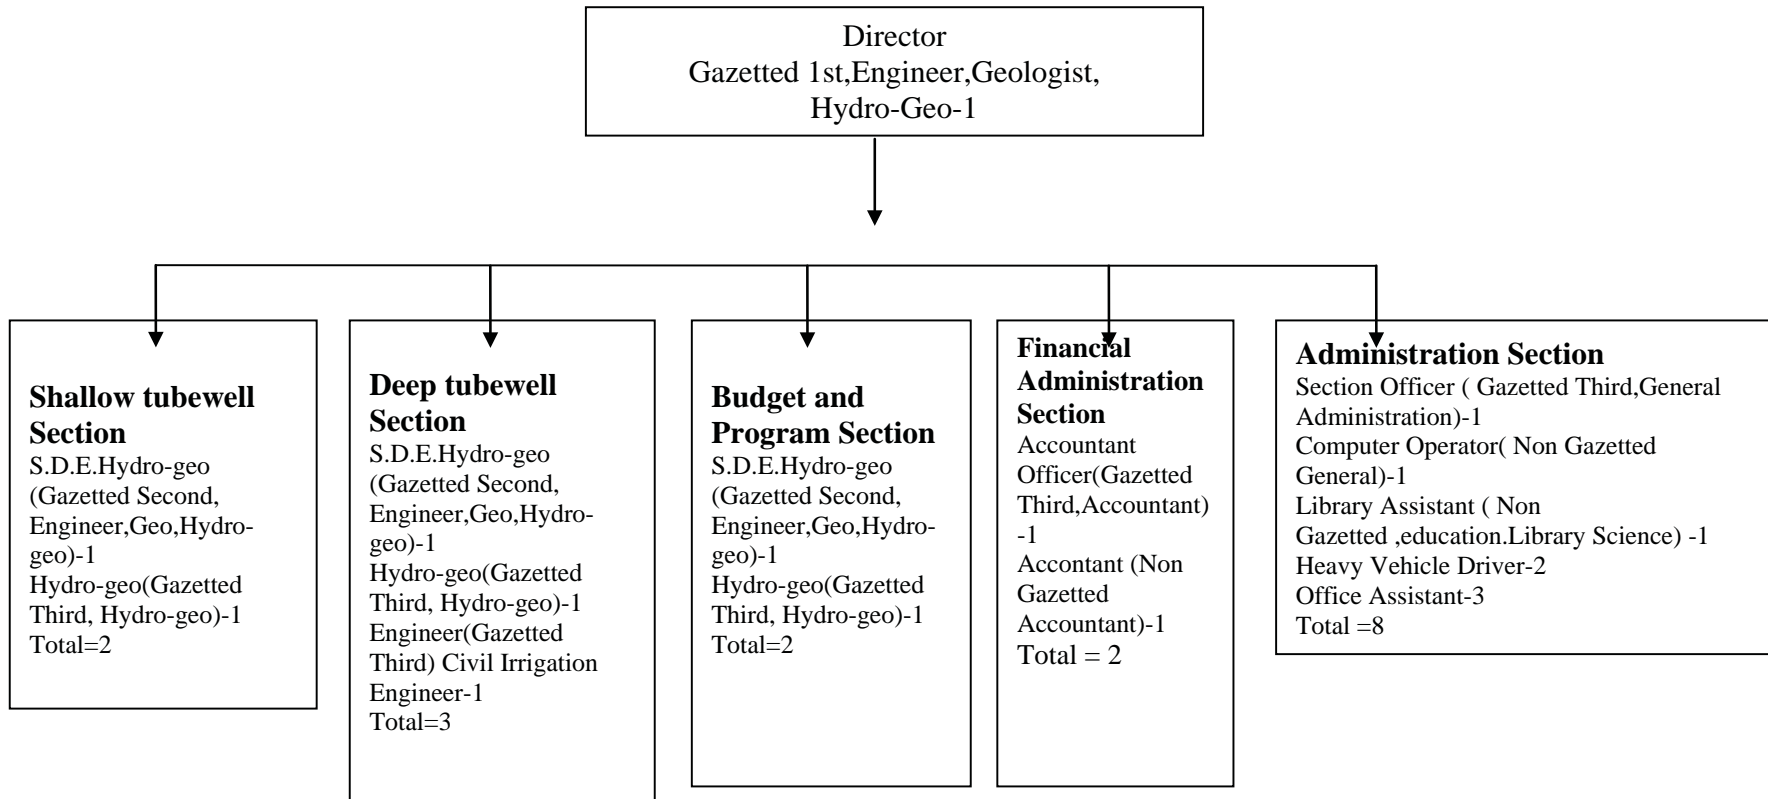 Director
Gazetted 1st,Engineer,Geologist,
Hydro-Geo-1
Shallow tubewell
Section
S.D.E.Hydro-geo
(Gazetted Second,
Engineer,Geo,Hydro-
geo)-1
Hydro-geo(Gazetted
Third, Hydro-geo)-1
Total=2
Deep tubewell
Section
S.D.E.Hydro-geo
(Gazetted Second,
Engineer,Geo,Hydro-
geo)-1
Hydro-geo(Gazetted
Third, Hydro-geo)-1
Engineer(Gazetted
Third) Civil Irrigation
Engineer-1
Total=3
Budget and
Program Section
S.D.E.Hydro-geo
(Gazetted Second,
Engineer,Geo,Hydro-
geo)-1
Hydro-geo(Gazetted
Third, Hydro-geo)-1
Total=2
Financial
Administration
Section
Accountant
Officer(Gazetted
Third,Accountant)
-1
Accontant (Non
Gazetted
Accountant)-1
Total = 2
Administration Section
Section Officer ( Gazetted Third,General
Administration)-1
Computer Operator( Non Gazetted
General)-1
Library Assistant ( Non
Gazetted ,education.Library Science) -1
Heavy Vehicle Driver-2
Office Assistant-3
Total =8